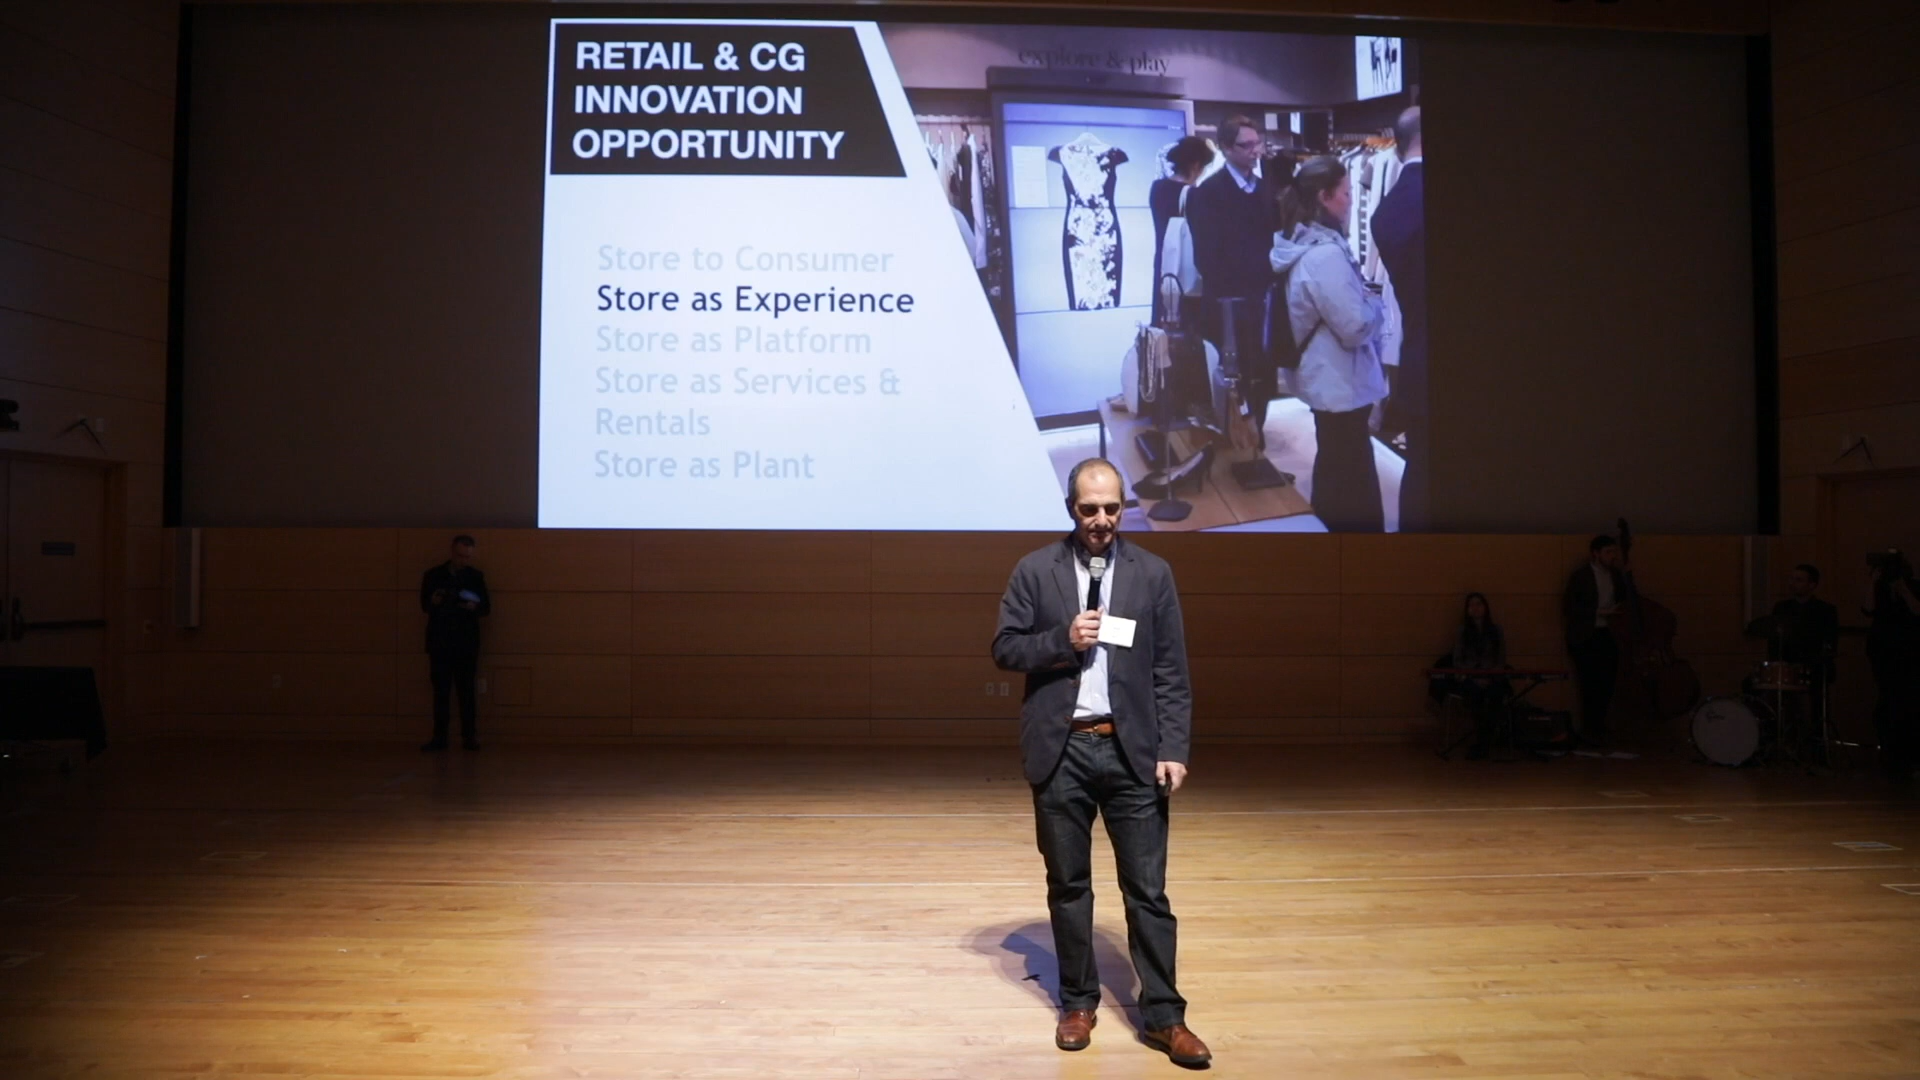 RETAIL & CG
INNOVATION
OPPORTUNITY
explore & play
Store to Consumer
Store as Experience
Store as Platform
Store as Services &
Rentals
Store as Plant